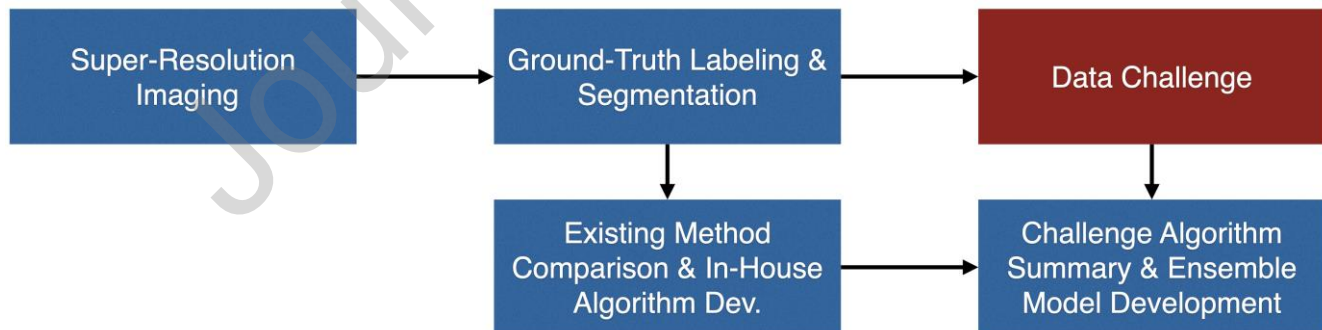 Super-Resolution
Imaging
Ground-Truth Labeling &
Segmentation
Data Challenge
Existing Method
Comparison & In-House
Algorithm Dev.
Challenge Algorithm
Summary & Ensemble
Model Development
Jour